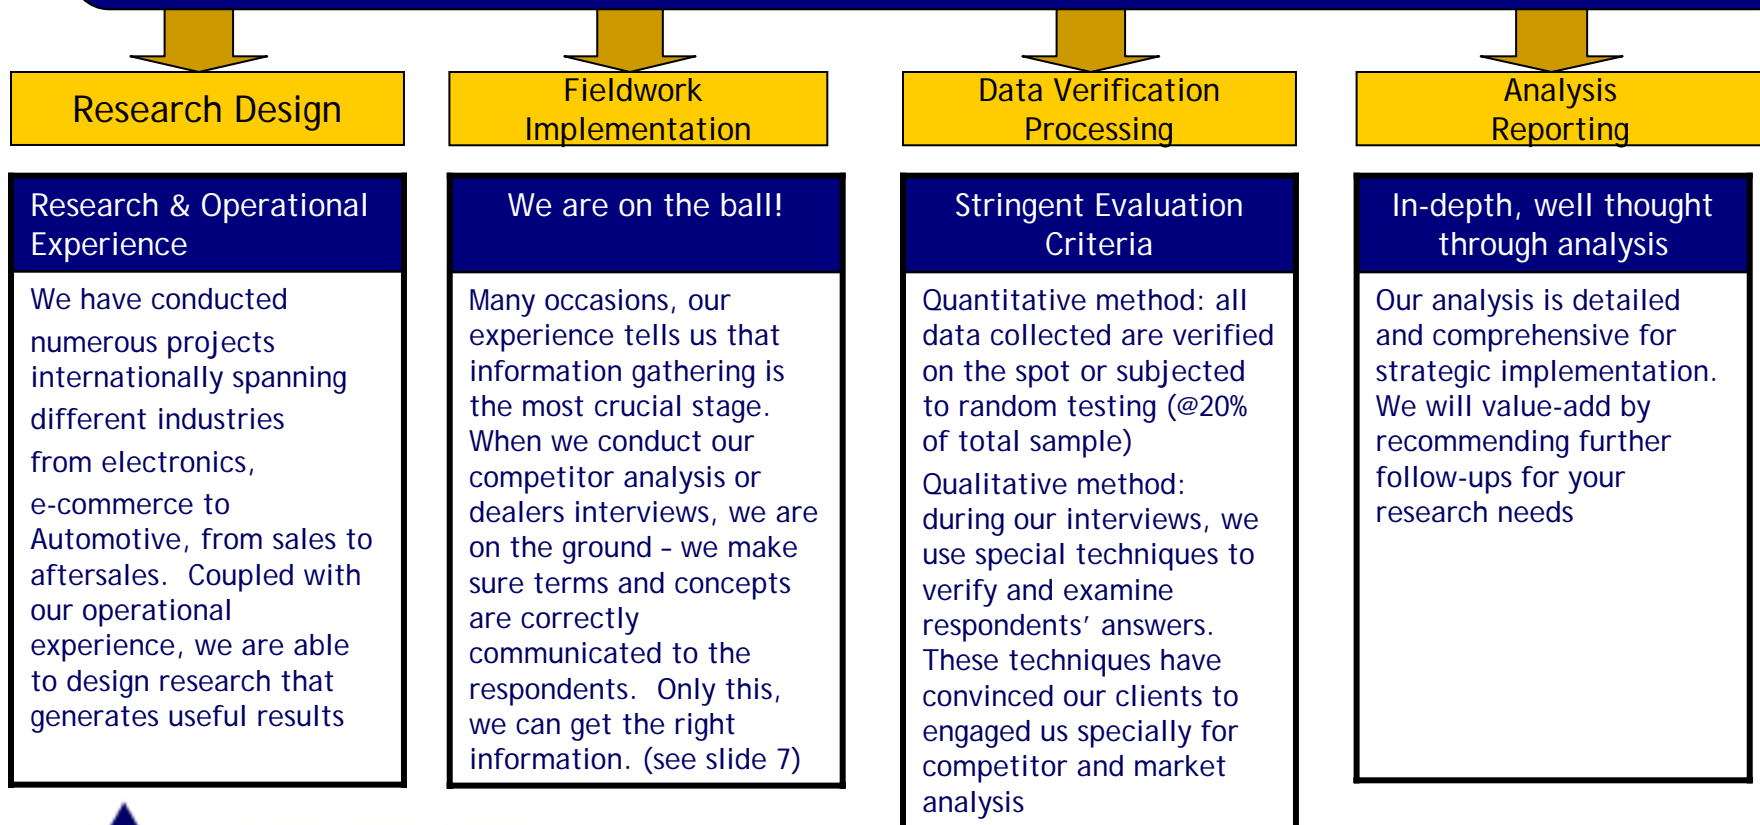 Research Design
Fieldwork
Implementation
Data Verification
Processing
Analysis
Reporting
Research & Operational
Experience
We have conducted
numerous projects
internationally spanning
different industries
from electronics,
e-commerce to
Automotive, from sales to
aftersales.  Coupled with
our operational
experience, we are able
to design research that
generates useful results
We are on the ball!
Many occasions, our
experience tells us that
information gathering is
the most crucial stage.
When we conduct our
competitor analysis or
dealers interviews, we are
on the ground – we make
sure terms and concepts
are correctly
communicated to the
respondents.  Only this,
we can get the right
information. (see slide 7)
Stringent Evaluation
Criteria
Quantitative method: all
data collected are verified
on the spot or subjected
to random testing (@20%
of total sample)
Qualitative method:
during our interviews, we
use special techniques to
verify and examine
respondents’ answers.
These techniques have
convinced our clients to
engaged us specially for
competitor and market
analysis
In-depth, well thought
through analysis
Our analysis is detailed
and comprehensive for
strategic implementation.
We will value-add by
recommending further
follow-ups for your
research needs